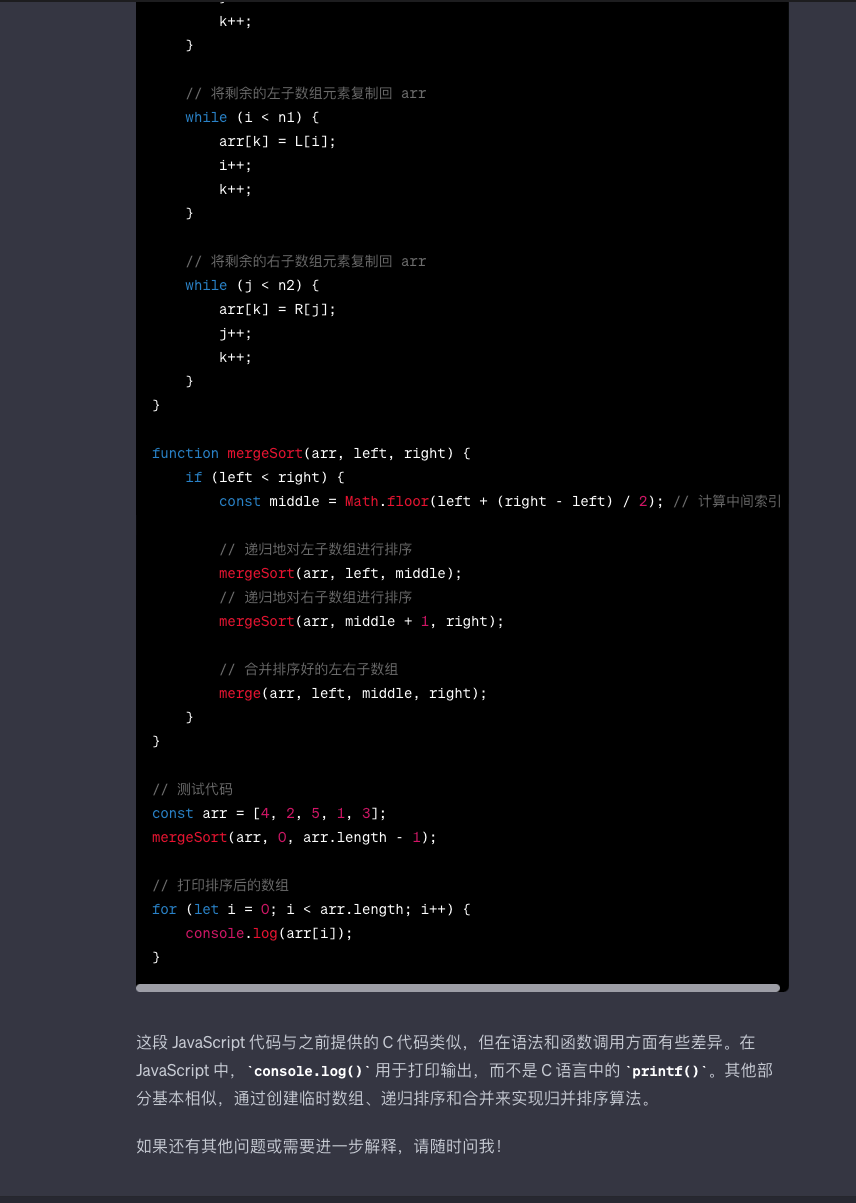 k++;
}
// 将剩余的左子数组元素复制回 arr
while (i < n1) {
arr[k] = L[i];
i++;
k++;
}
// 将剩余的右子数组元素复制回 arr
while (j < n2) {
arr[k] = R[j];
j++;
k++;
}
}
function mergeSort(arr, left, right) {
if (left < right) {
const middle = Math.floor(left + (right - left) / 2); // 计算中间索引
// 递归地对左子数组进行排序
mergeSort(arr, left, middle);
// 递归地对右子数组进行排序
mergeSort(arr, middle + 1, right);
// 合并排序好的左右子数组
merge(arr, left, middle, right);
}
}
// 测试代码
const arr = [4, 2, 5, 1, 3];
mergeSort(arr, 0, arr.length - 1);
// 打印排序后的数组
for (let i = 0; i < arr.length; i++) {
console.log(arr[i]);
}
这段 JavaScript 代码与之前提供的 C 代码类似，但在语法和函数调用方面有些差异。在
JavaScript 中，`console.log()` 用于打印输出，而不是 C 语言中的 `printf()`。其他部
分基本相似，通过创建临时数组、递归排序和合并来实现归并排序算法。
如果还有其他问题或需要进一步解释，请随时问我！